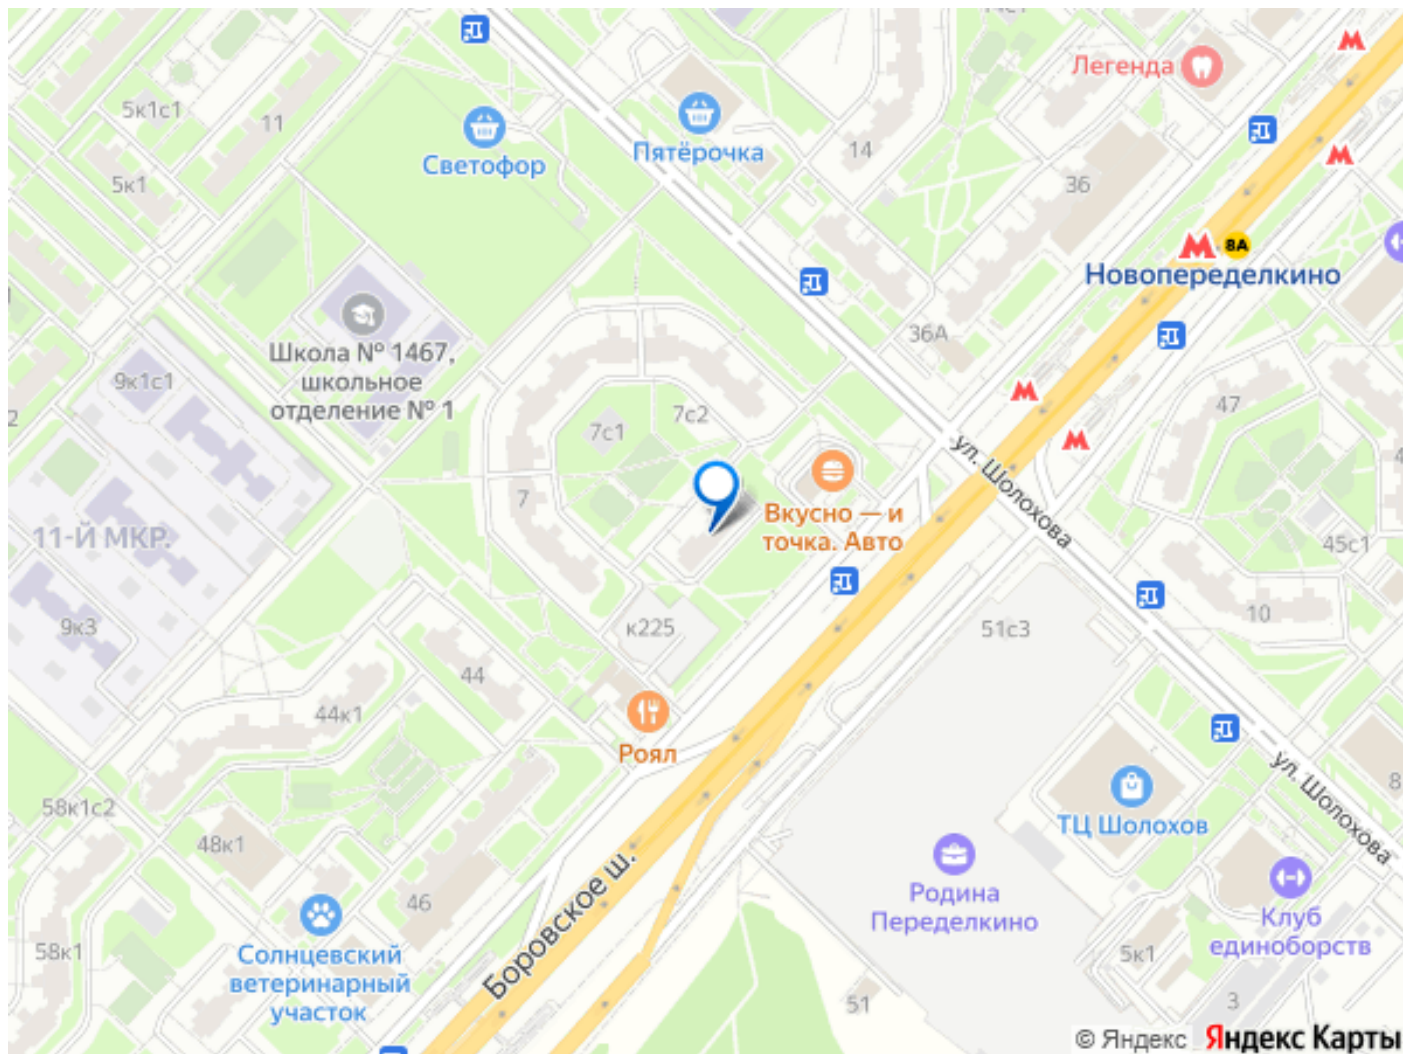 Легенда
5к1с1
11
Светофор
Пятёрочка
14
5к1
36
8А
Новопеределкино
Школа № 1467,
школьное
отделение № 1
36А
9к1с1
7с2
7с1
47
ул. Шолохова
7
Вкусно — и
точка. Авто
11-Й МКР.
45с1
10
9к3
к225
51с3
44
44к1
Роял
ул. Шолохова
58к1с2
ТЦ Шолохов
48к1
Боровское ш.
46
Родина
Переделкино
Клуб
единоборств
Солнцевский
ветеринарный
участок
58к1
5к1
51
3
© Яндекс Яндекс Карты